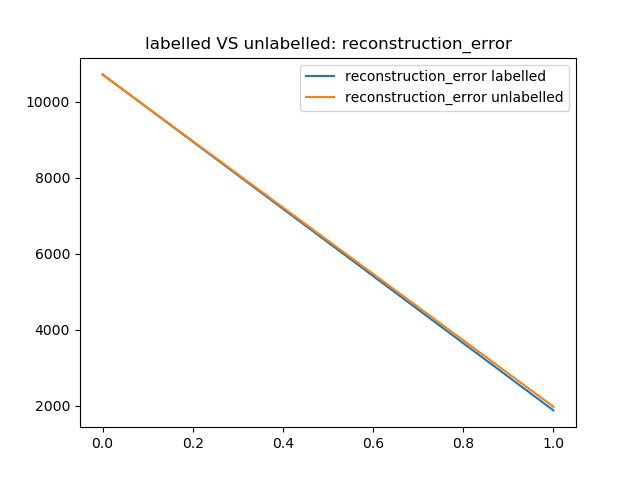 labelled VS unlabelled: reconstruction_error
reconstruction_error labelled
reconstruction_error unlabelled
10000
8000
6000
4000
2000
0.0 0.2 0.4 0.6 0.8 1.0